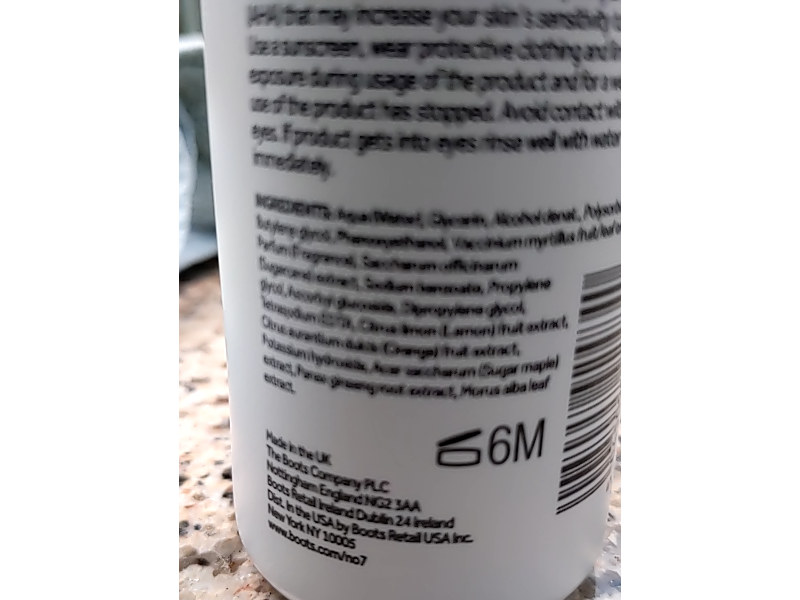 (AHA) that may increase your skin's sensitivity
Use a sunscreen, wear protective clothing and
exposure during usage of the product and for a
use of the product has stopped. Avoid contact
eyes. If product gets into eyes rinse well with water
immediately.
INGREDIENTS: Aqua (Water), Glycerin, Alcohol denat.,
Butylene glycol, Phenoxyethanol, Vaccinium myrtillus fruit/leaf
Parfum (Fragrance), Saccharum officinarum
(Sugarcane) extract, Sodium benzoate, Propylene
glycol, Ascorbyl glucoside, Dipropylene glycol,
Tetrasodium EDTA, Citrus limon (Lemon) fruit extract,
Citrus aurantium dulcis (Orange) fruit extract,
Potassium hydroxide, Acer saccharum (Sugar maple)
extract, Panax ginseng root extract, Morus alba leaf
extract.
6M
Made in the UK
The Boots Company PLC
Nottingham England NG2 3AA
Boots Retail Ireland Dublin 24 Ireland
Dist. in the USA by Boots Retail USA Inc.
New York NY 10005
www.boots.com/no7